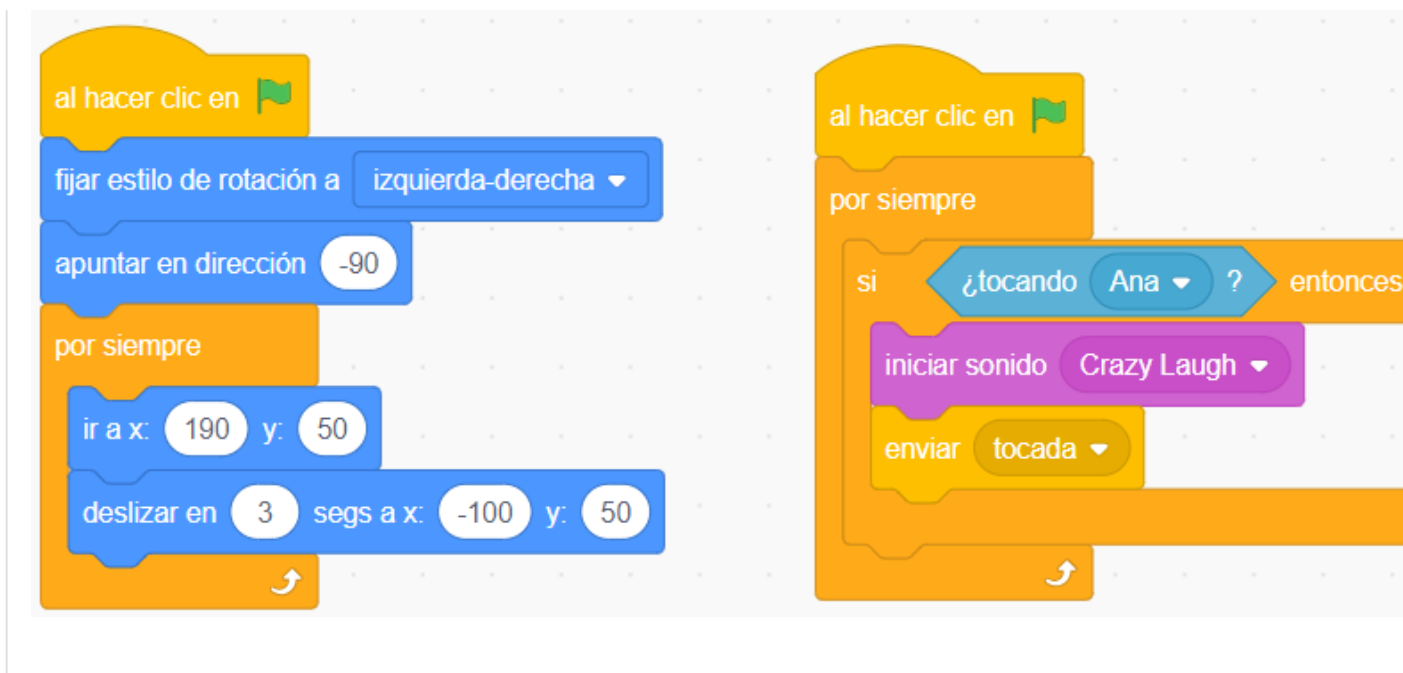 al hacer clic en
fijar estilo de rotación a izquierda-derecha
apuntar en dirección -90
por siempre
ir a x: 190 y: 50
deslizar en 3 segs a x: -100 y: 50
al hacer clic en
por siempre
si ¿tocando Ana ? entonces
iniciar sonido Crazy Laugh
enviar tocada